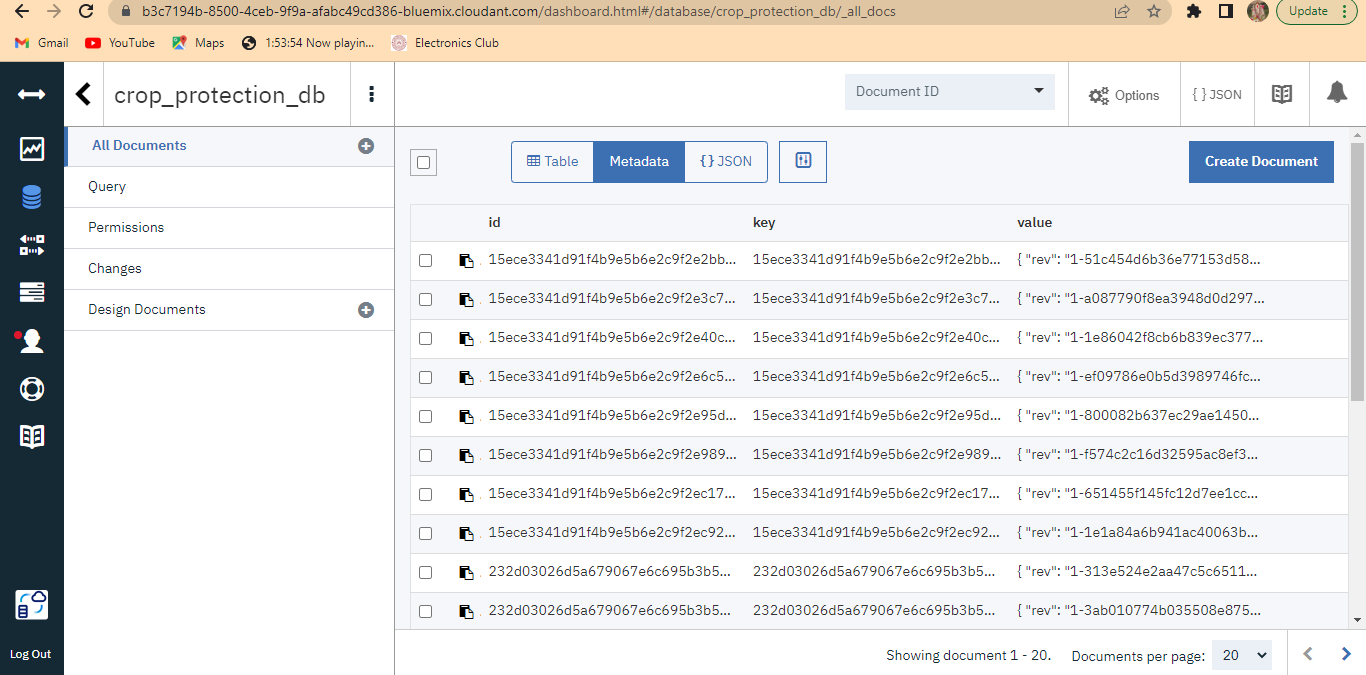 b3c7194b-8500-4ceb-9f9a-afabc49cd386-bluemix.cloudant.com/dashboard.html#/database/crop_protection_db/_all_docs
Update
Gmail
YouTube
Maps
1:53:54 Now playin...
Electronics Club
crop_protection_db
Document ID
Options
{ } JSON
All Documents
Query
Permissions
Changes
Design Documents
Log Out
Table
Metadata
{ } JSON
Create Document
id key value
15ece3341d91f4b9e5b6e2c9f2e2bb... 15ece3341d91f4b9e5b6e2c9f2e2bb... { "rev": "1-51c454d6b36e77153d58...
15ece3341d91f4b9e5b6e2c9f2e3c7... 15ece3341d91f4b9e5b6e2c9f2e3c7... { "rev": "1-a087790f8ea3948d0d297...
15ece3341d91f4b9e5b6e2c9f2e40c... 15ece3341d91f4b9e5b6e2c9f2e40c... { "rev": "1-1e86042f8cb6b839ec377...
15ece3341d91f4b9e5b6e2c9f2e6c5... 15ece3341d91f4b9e5b6e2c9f2e6c5... { "rev": "1-ef09786e0b5d3989746fc...
15ece3341d91f4b9e5b6e2c9f2e95d... 15ece3341d91f4b9e5b6e2c9f2e95d... { "rev": "1-800082b637ec29ae1450...
15ece3341d91f4b9e5b6e2c9f2e989... 15ece3341d91f4b9e5b6e2c9f2e989... { "rev": "1-f574c2c16d32595ac8ef3...
15ece3341d91f4b9e5b6e2c9f2ec17... 15ece3341d91f4b9e5b6e2c9f2ec17... { "rev": "1-651455f145fc12d7ee1cc...
15ece3341d91f4b9e5b6e2c9f2ec92... 15ece3341d91f4b9e5b6e2c9f2ec92... { "rev": "1-1e1a84a6b941ac40063b...
232d03026d5a679067e6c695b3b5... 232d03026d5a679067e6c695b3b5... { "rev": "1-313e524e2aa47c5c6511...
232d03026d5a679067e6c695b3b5... 232d03026d5a679067e6c695b3b5... { "rev": "1-3ab010774b035508e875...
Showing document 1 - 20. Documents per page: 20